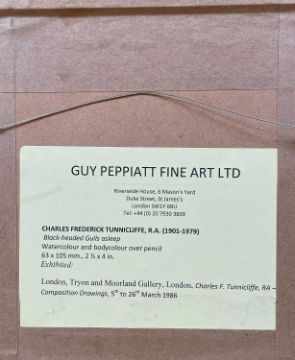 GUY PEPPIATT FINE ART LTD
Riverwide House, 6 Mason's Yard
Duke Street, St James's
London SW1Y 6BU
Tel: +44 (0) 20 7930 3839
CHARLES FREDERICK TUNNICLIFFE, R.A. (1901-1979)
Black-headed Gulls asleep
Watercolour and bodycolour over pencil
63 x 105 mm., 2 ½ x 4 in.
Exhibited:
London, Tryon and Moorland Gallery, London, Charles F. Tunnicliffe, RA –
Composition Drawings, 5th to 26th March 1986